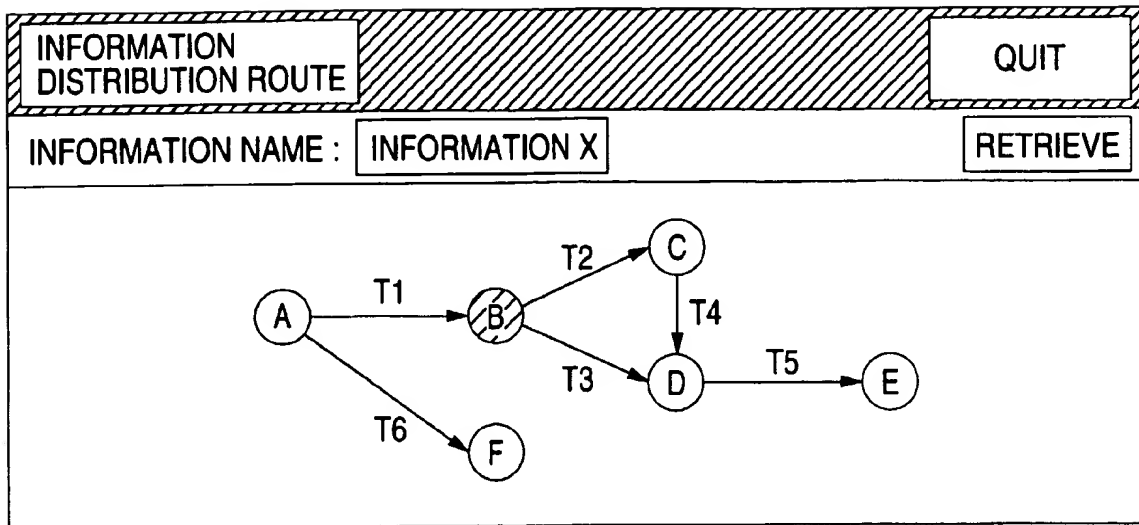 INFORMATION
DISTRIBUTION ROUTE
QUIT
INFORMATION NAME : INFORMATION X
RETRIEVE
C
T2
T1
A
B
T4
T3
D
T5
E
T6
F